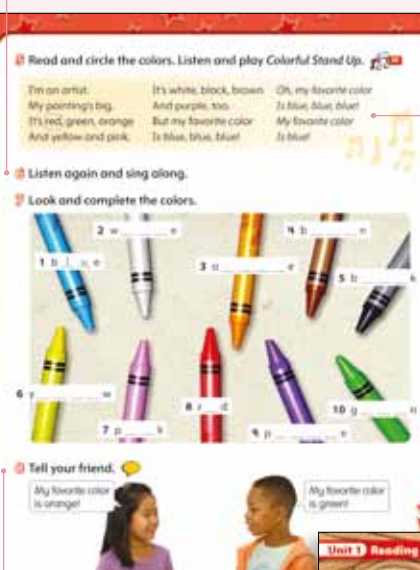 Read and circle the colors. Listen and play Colorful Stand Up.
I'm an artist.
My painting's big.
It's red, green, orange
And yellow and pink.
It's white, black, brown
And purple, too.
But my favorite color
Is blue, blue, blue!
Oh, my favorite color
Is blue, blue, blue!
My favorite color
Is blue!
Listen again and sing along.
Look and complete the colors.
1 b l u e
2 w e
3 o e
4 b n
5 b k
6 y w
7 p k
8 r d
9 p e
10 g n
Tell your friend.
My favorite color
is orange!
My favorite color
is green!
Unit 1 Reading